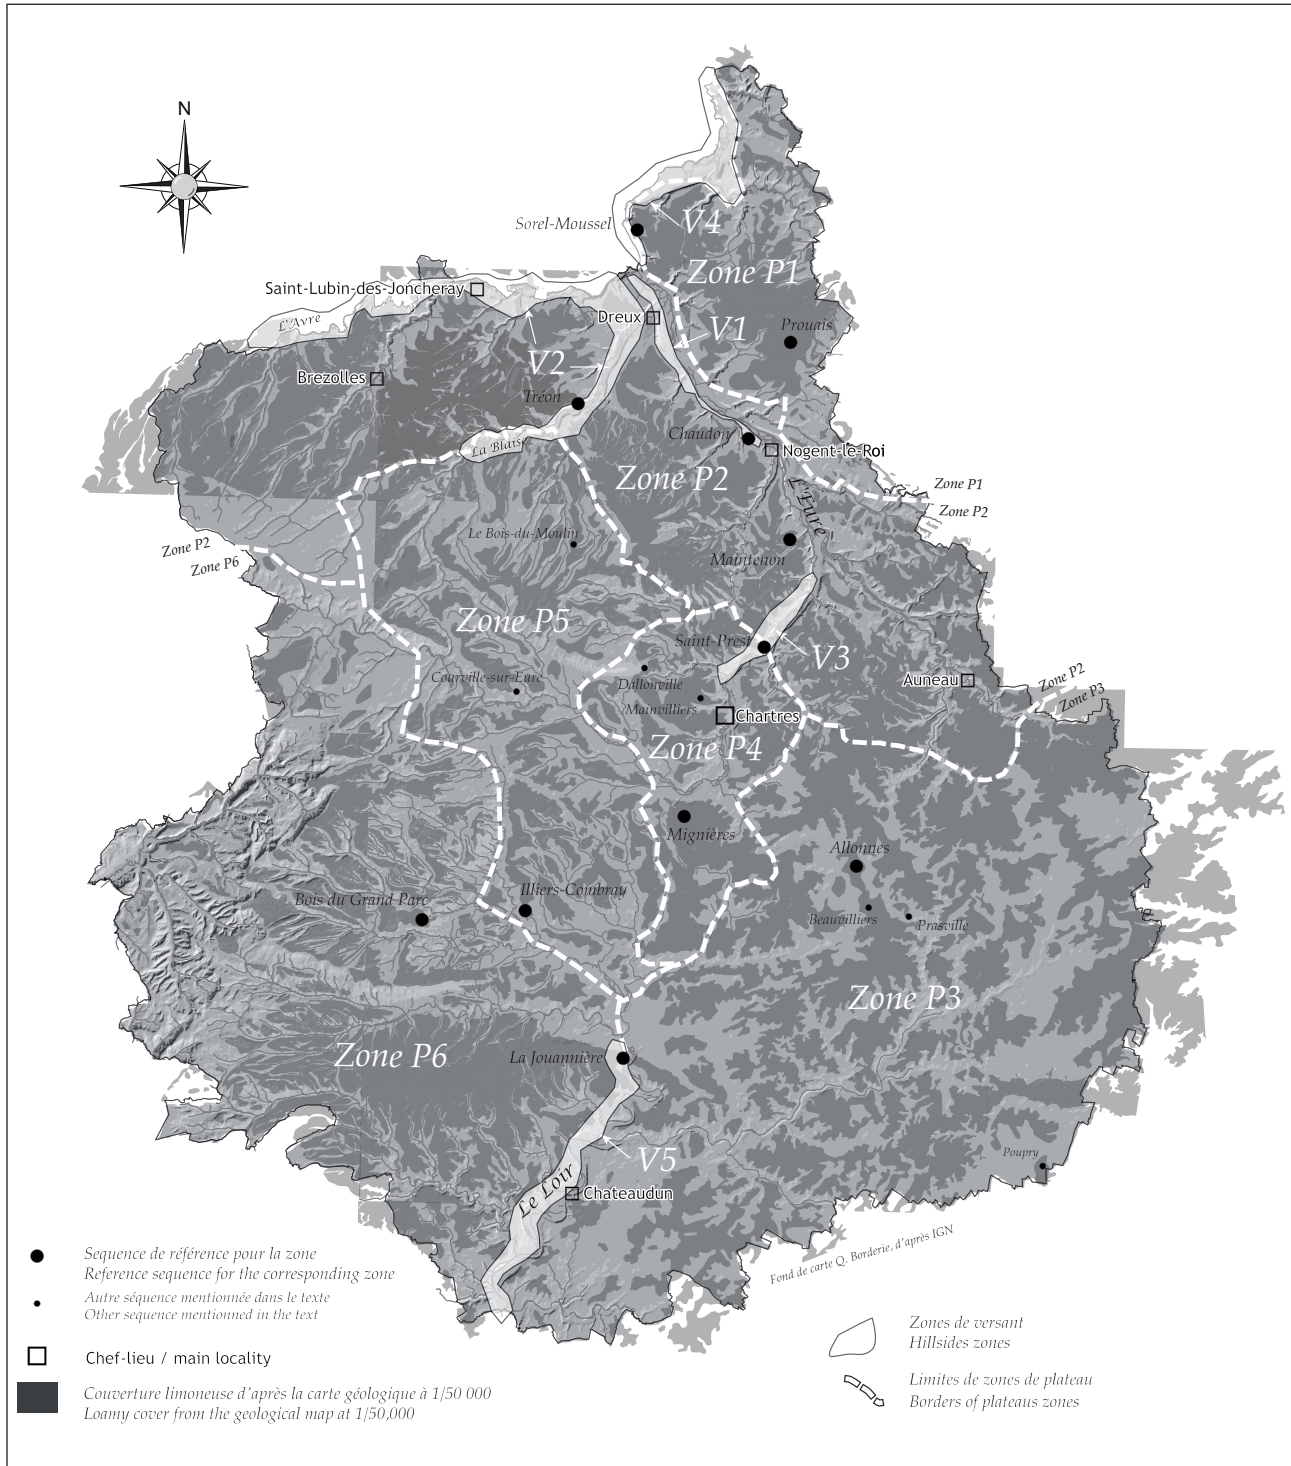 N
Sorel-Moussel
V4
Zone P1
Saint-Lubin-des-Joncheray
L'Avre
Dreux
V1
Prouais
V2
Brezolles
Tréon
Chaudon
La Blaise
Nogent-le-Roi
Zone P2
Zone P1
Zone P2
L'Eure
Le Bois-du-Moulin
Maintenon
Zone P2
Zone P6
Zone P5
Saint-Prest
V3
Dallonville
Courville-sur-Eure
Auneau
Zone P2
Zone P3
Mainvilliers
Chartres
Zone P4
Mignières
Allonnes
Illiers-Combray
Bois du Grand Parc
Beauvilliers
Prasville
Zone P3
Zone P6
La Jouannière
V5
Poupry
Le Loir
Chateaudun
Fond de carte Q. Borderie, d'après IGN
Sequence de référence pour la zone
Reference sequence for the corresponding zone
Autre séquence mentionnée dans le texte
Other sequence mentionned in the text
Chef-lieu / main locality
Couverture limoneuse d'après la carte géologique à 1/50 000
Loamy cover from the geological map at 1/50,000
Zones de versant
Hillsides zones
Limites de zones de plateau
Borders of plateaus zones